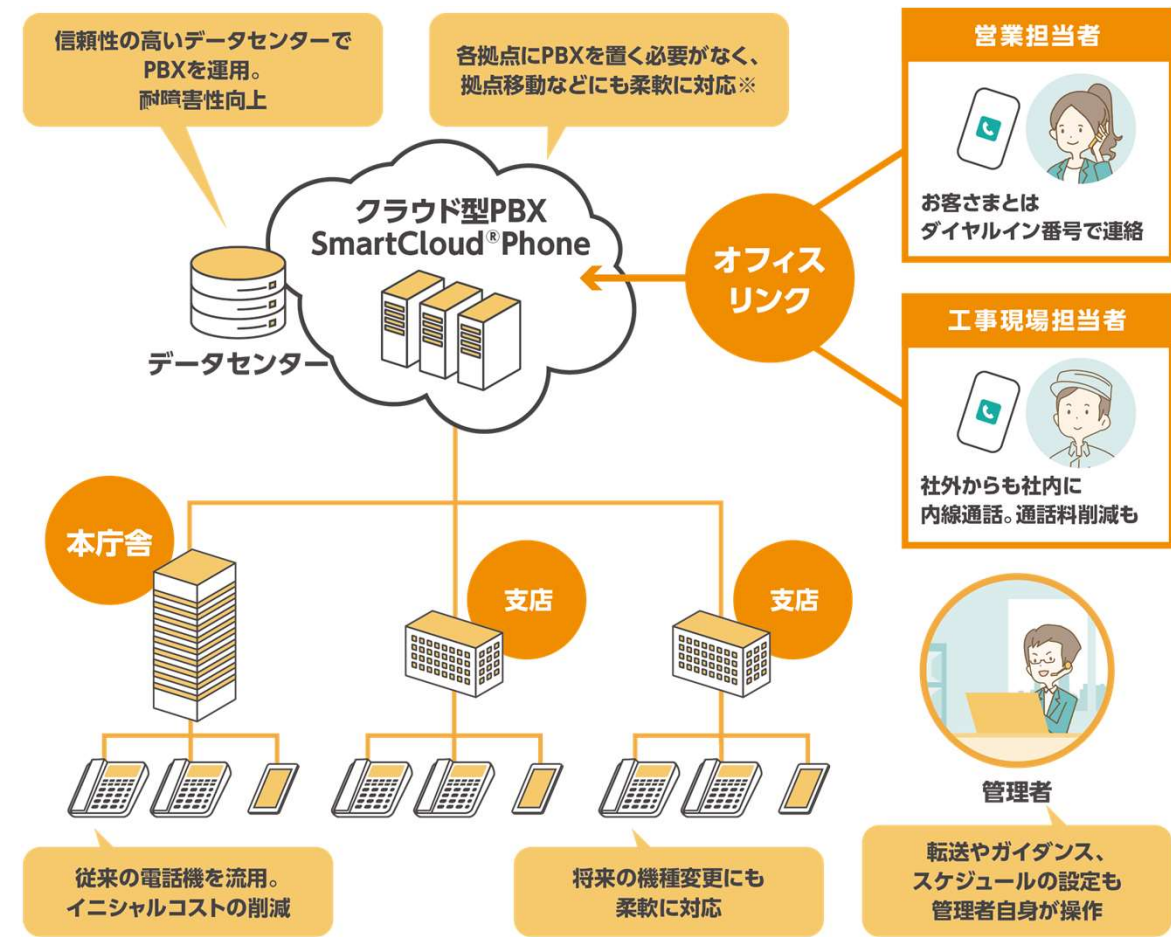 信頼性の高いデータセンターで
PBXを運用。
耐障害性向上
各拠点にPBXを置く必要がなく、
拠点移動などにも柔軟に対応※
クラウド型PBX
SmartCloud®Phone
データセンター
オフィス
リンク
営業担当者
お客さまとは
ダイヤルイン番号で連絡
工事現場担当者
社外からも社内に
内線通話。通話料削減も
本庁舎
支店
支店
管理者
従来の電話機を流用。
イニシャルコストの削減
将来の機種変更にも
柔軟に対応
転送やガイダンス、
スケジュールの設定も
管理者自身が操作